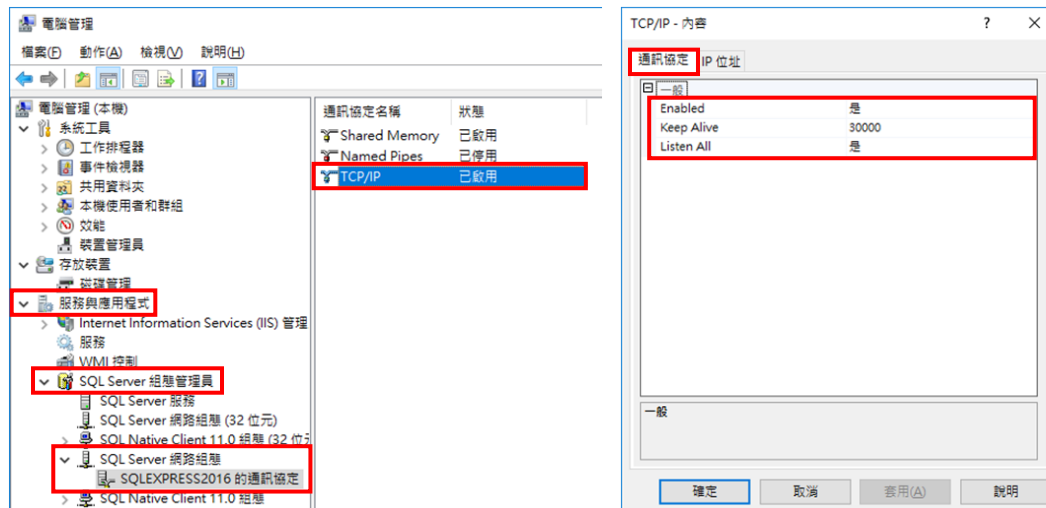 電腦管理
檔案(F) 動作(A) 檢視(V) 說明(H)
電腦管理 (本機)
系統工具
工作排程器
事件檢視器
共用資料夾
本機使用者和群組
效能
裝置管理員
存放裝置
磁碟管理
服務與應用程式
Internet Information Services (IIS) 管理
服務
WMI 控制
SQL Server 組態管理員
SQL Server 服務
SQL Server 網路組態 (32 位元)
SQL Native Client 11.0 組態 (32 位
SQL Server 網路組態
SQLEXPRESS2016 的通訊協定
SQL Native Client 11.0 組態
通訊協定名稱 狀態
Shared Memory 已啟用
Named Pipes 已停用
TCP/IP 已啟用
TCP/IP - 內容 ? ×
通訊協定 IP 位址
一般
Enabled 是
Keep Alive 30000
Listen All 是
一般
確定 取消 套用(A) 說明